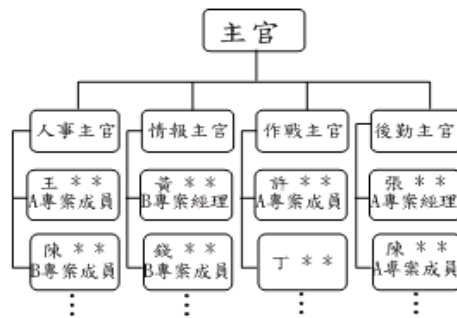 主官
人事主官
情報主官
作戰主官
後勤主官
王 * *
A專案成員
黃 * *
B專案經理
許 * *
A專案成員
張 * *
A專案經理
陳 * *
B專案成員
錢 * *
B專案成員
丁 * *
陳 * *
A專案成員